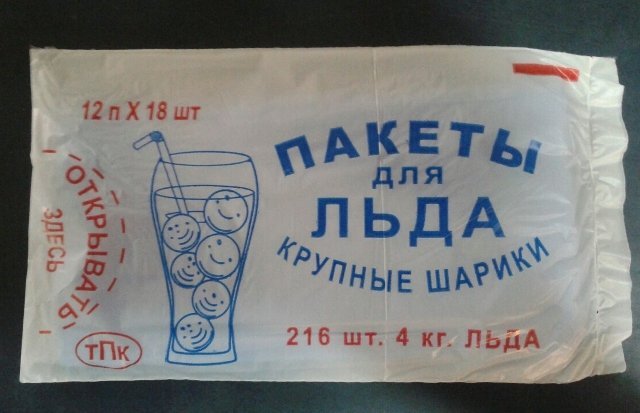 12 п X 18 шт
ОТКРЫВАТЬ
ЗДЕСЬ
ПАКЕТЫ
для
ЛЬДА
КРУПНЫЕ ШАРИКИ
216 шт. 4 кг. ЛЬДА
тПк